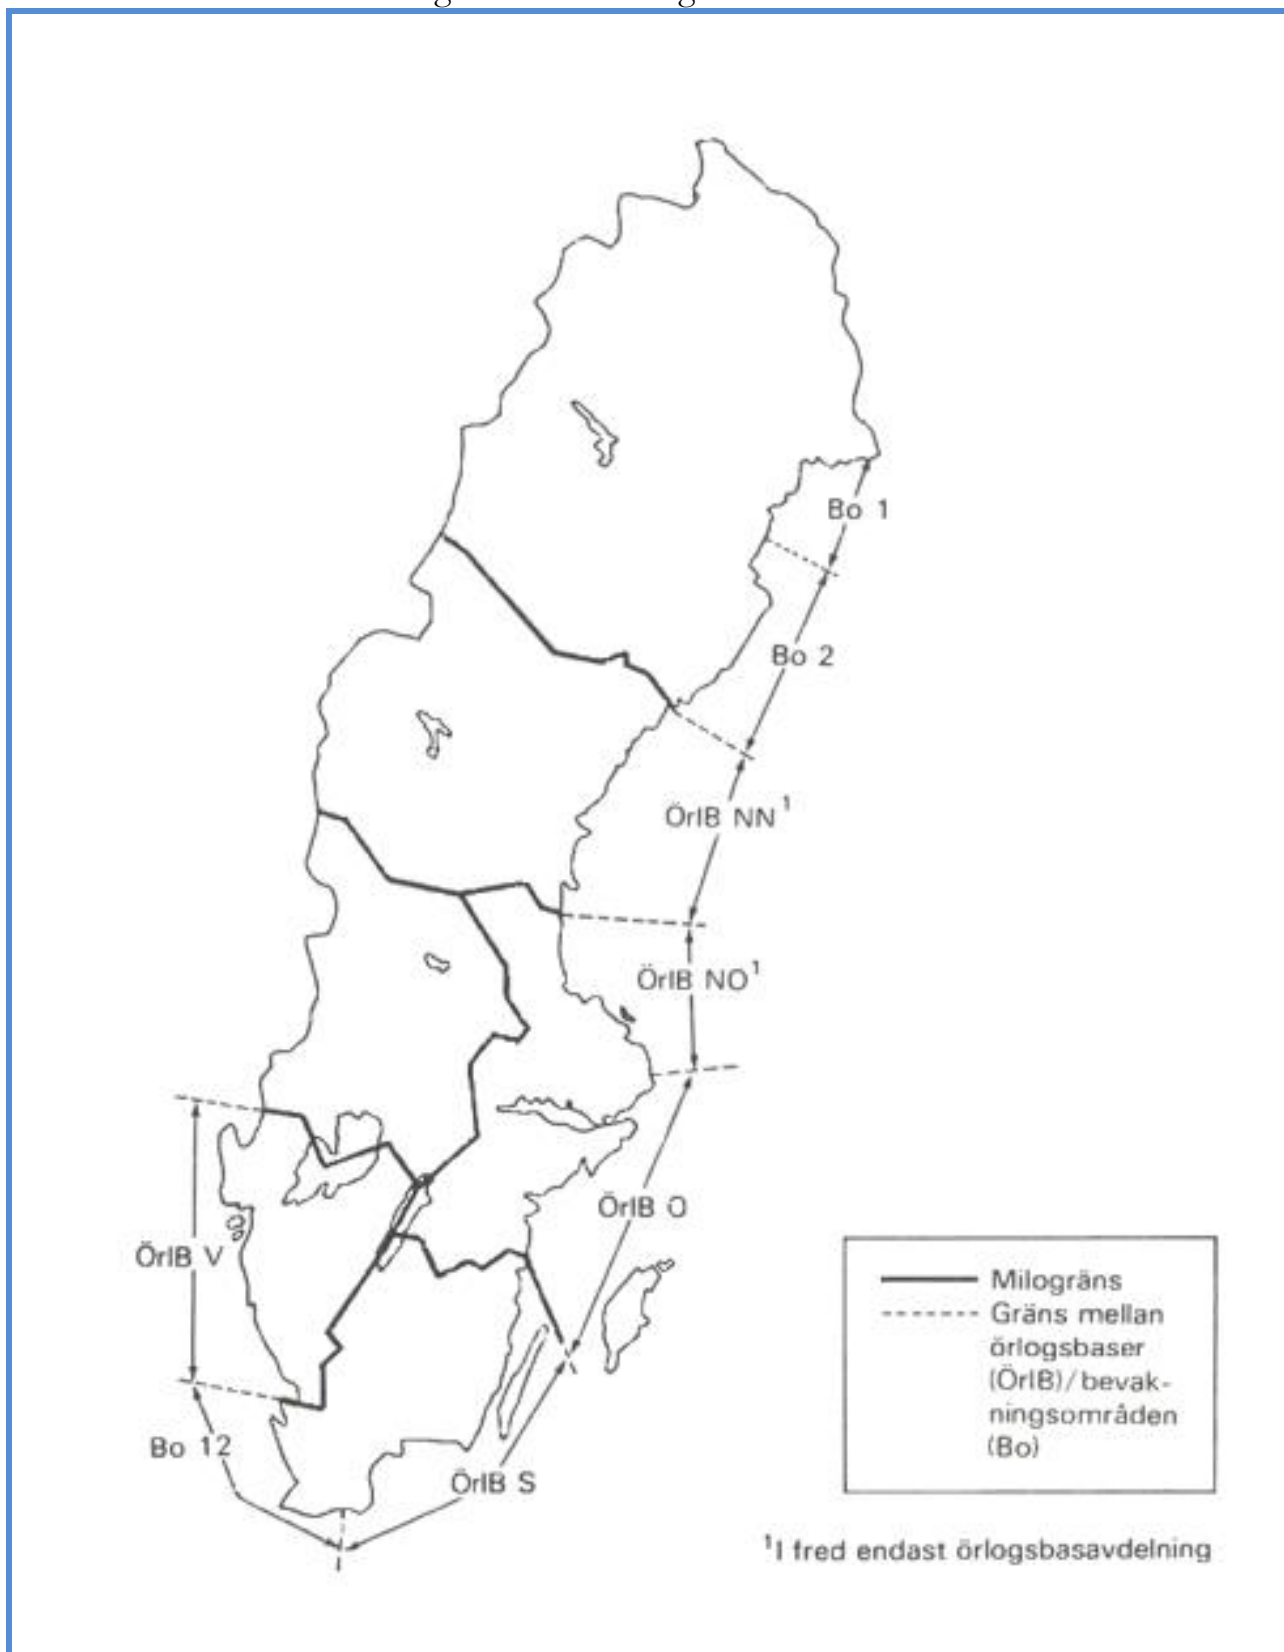 Bo 1
Bo 2
ÖrlB NN¹
ÖrlB NO¹
ÖrlB O
ÖrlB V
Bo 12
ÖrlB S
Milogräns
Gräns mellan
örlogsbaser
(ÖrlB)/bevak-
ningsområden
(Bo)
¹I fred endast örlogsbasavdelning